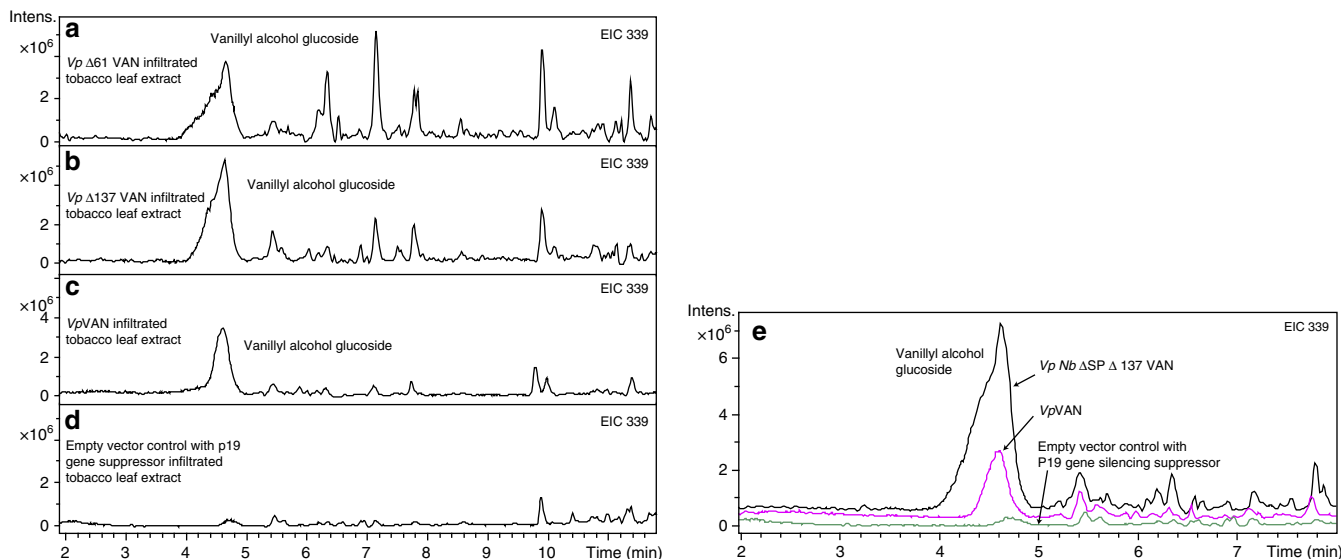 Intens.
×10⁶
a
Vanillyl alcohol glucoside
EIC 339
Vp Δ61 VAN infiltrated
tobacco leaf extract
2
0
b
×10⁶
EIC 339
Vanillyl alcohol glucoside
Vp Δ137 VAN infiltrated
tobacco leaf extract
2
0
c
×10⁶
EIC 339
VpVAN infiltrated
tobacco leaf extract
Vanillyl alcohol glucoside
4
2
0
d
×10⁶
EIC 339
Empty vector control with p19
gene suppressor infiltrated
tobacco leaf extract
2
0
2 3 4 5 6 7 8 9 10 Time (min)
Intens.
×10⁶
e
EIC 339
Vanillyl alcohol
glucoside
Vp Nb ΔSP Δ 137 VAN
VpVAN
Empty vector control with
P19 gene silencing suppressor
6
4
2
0
2 3 4 5 6 7 Time (min)